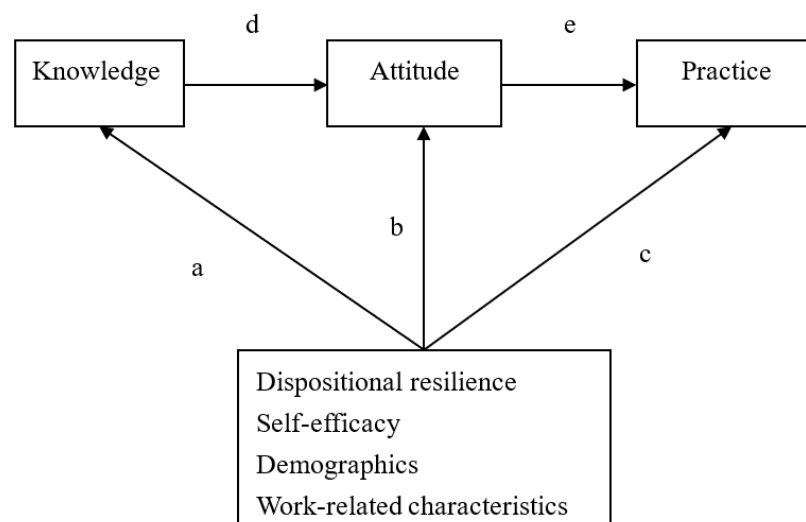 d
e
Knowledge
Attitude
Practice
b
a
c
Dispositional resilience
Self-efficacy
Demographics
Work-related characteristics